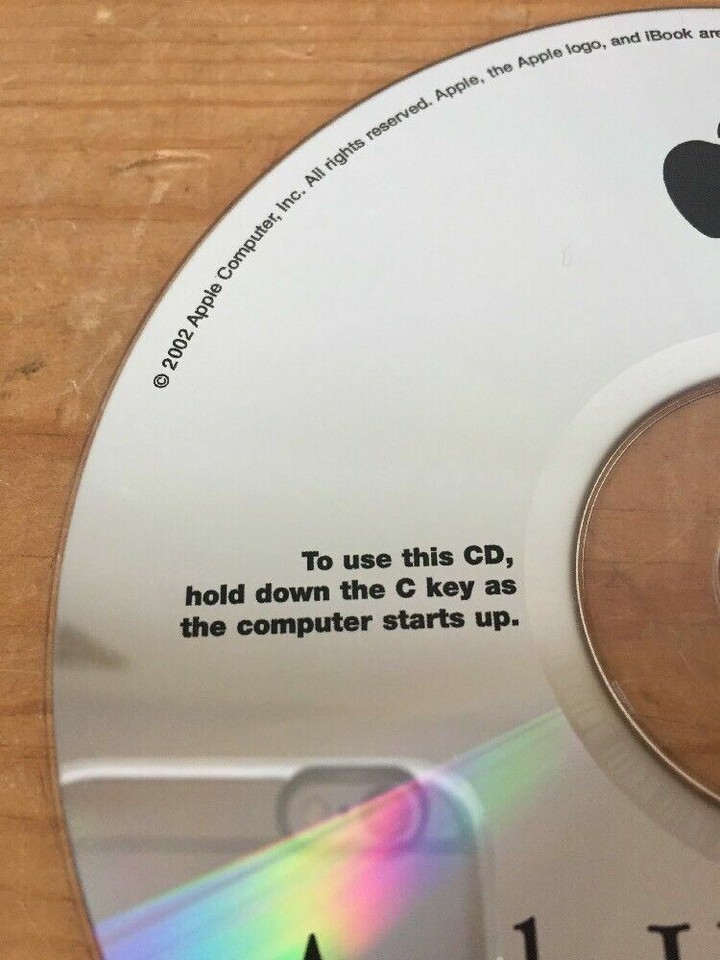 © 2002 Apple Computer, Inc. All rights reserved. Apple, the Apple logo, and iBook are
To use this CD,
hold down the C key as
the computer starts up.